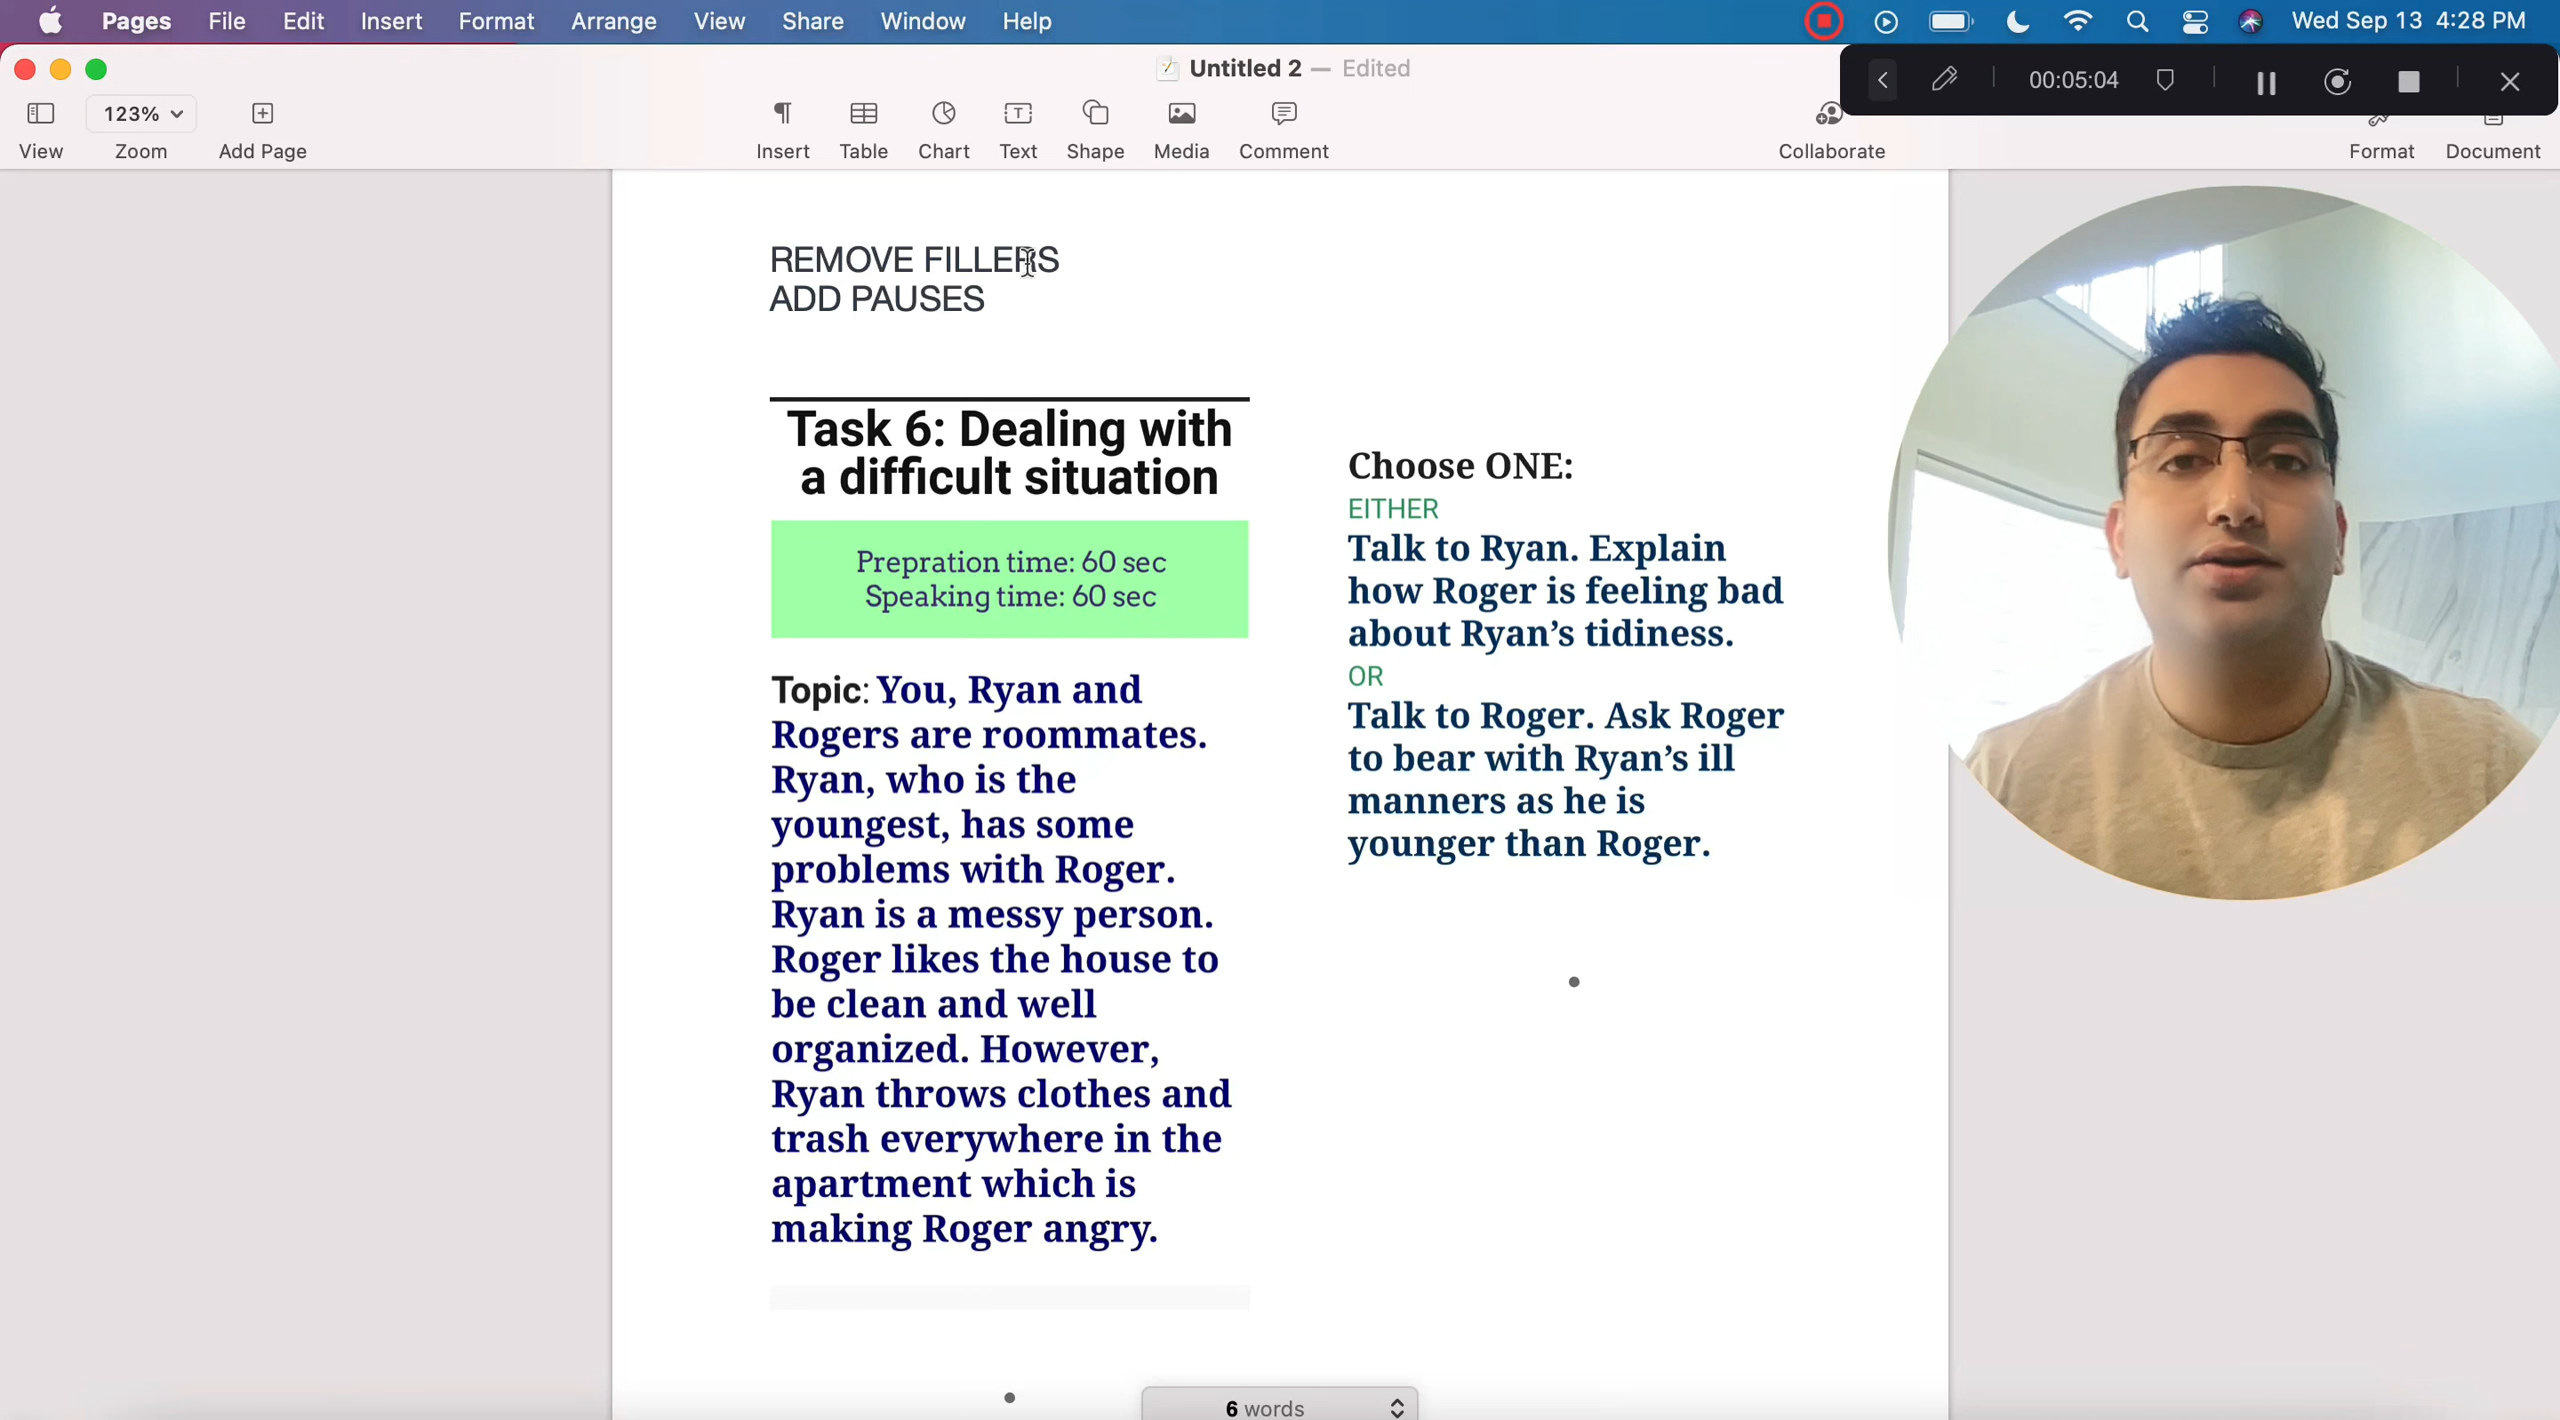 Pages File Edit Insert Format Arrange View Share Window Help Wed Sep 13 4:28 PM
Untitled 2 — Edited
00:05:04
123%
View Zoom Add Page Insert Table Chart Text Shape Media Comment Collaborate Format Document
REMOVE FILLERS
ADD PAUSES
Task 6: Dealing with
a difficult situation
Prepration time: 60 sec
Speaking time: 60 sec
Topic: You, Ryan and
Rogers are roommates.
Ryan, who is the
youngest, has some
problems with Roger.
Ryan is a messy person.
Roger likes the house to
be clean and well
organized. However,
Ryan throws clothes and
trash everywhere in the
apartment which is
making Roger angry.
Choose ONE:
EITHER
Talk to Ryan. Explain
how Roger is feeling bad
about Ryan’s tidiness.
OR
Talk to Roger. Ask Roger
to bear with Ryan’s ill
manners as he is
younger than Roger.
6 words